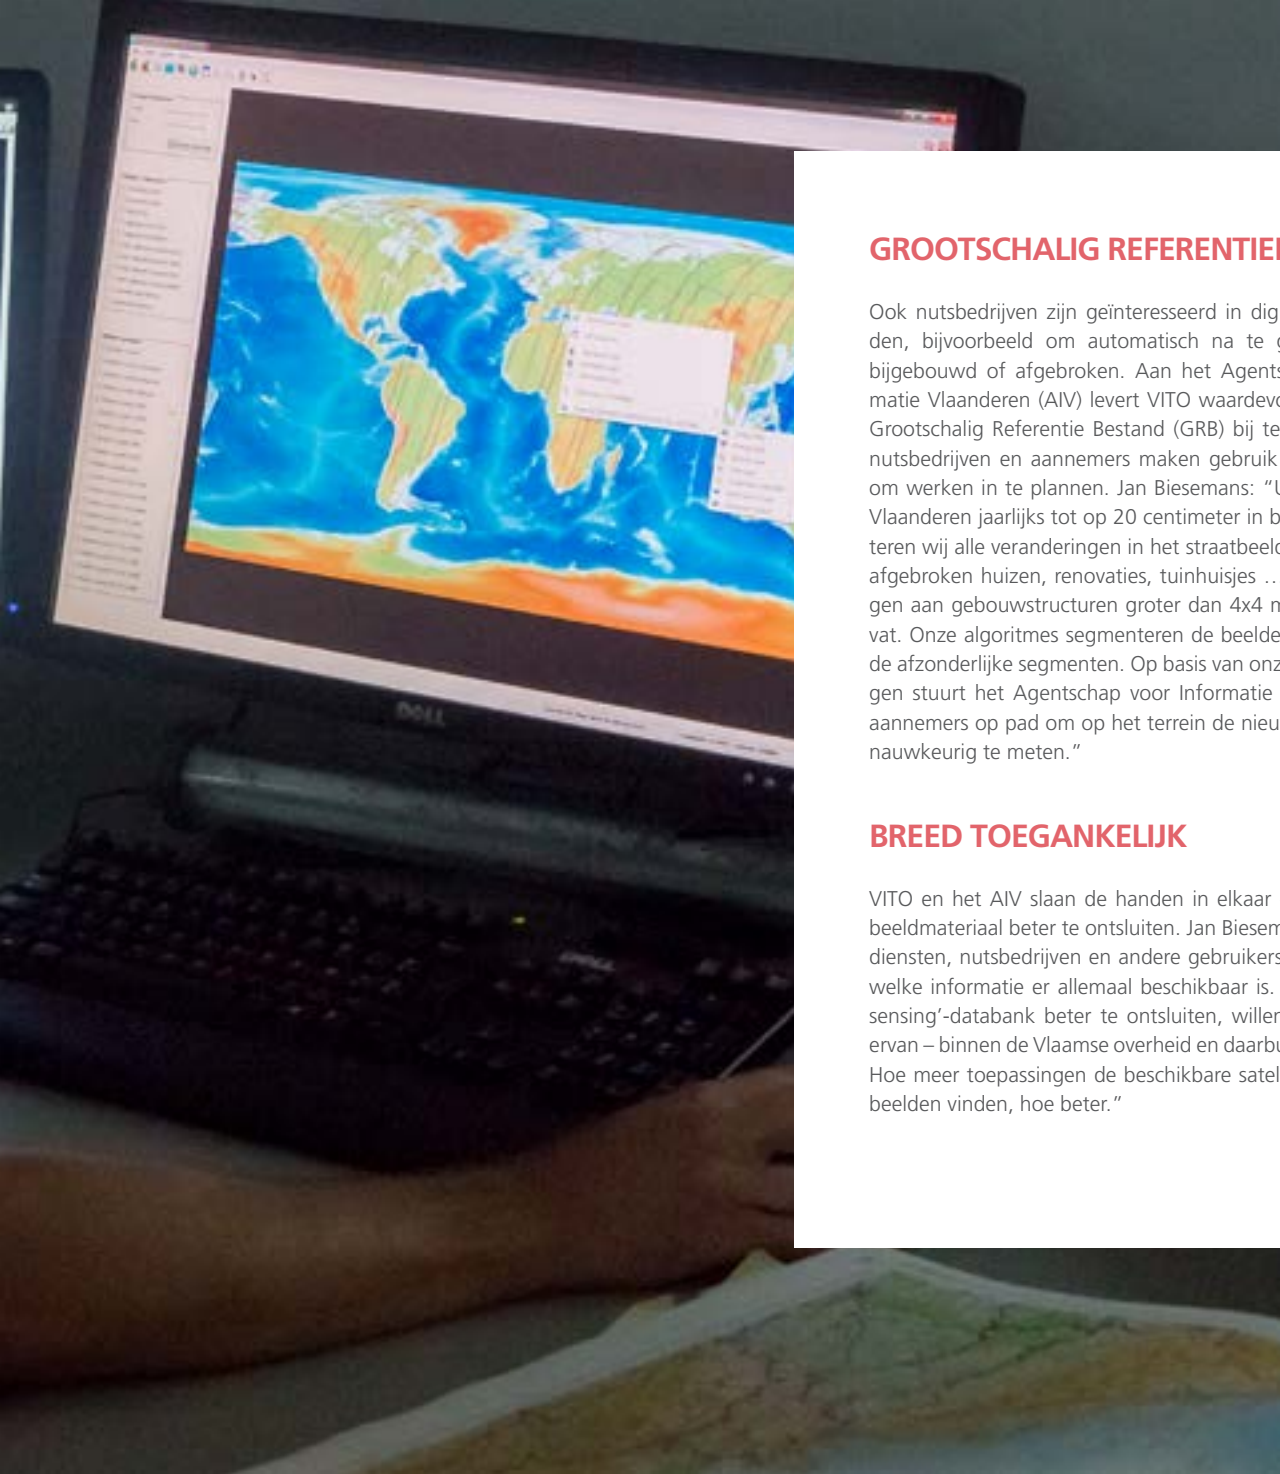 GROOTSCHALIG REFERENTIE
Ook nutsbedrijven zijn geïnteresseerd in dig
den, bijvoorbeeld om automatisch na te g
bijgebouwd of afgebroken. Aan het Agents
matie Vlaanderen (AIV) levert VITO waardevo
Grootschalig Referentie Bestand (GRB) bij te
nutsbedrijven en aannemers maken gebruik
om werken in te plannen. Jan Biesemans: “U
Vlaanderen jaarlijks tot op 20 centimeter in b
teren wij alle veranderingen in het straatbeeld
afgebroken huizen, renovaties, tuinhuisjes …
gen aan gebouwstructuren groter dan 4x4 m
vat. Onze algoritmes segmenteren de beelde
de afzonderlijke segmenten. Op basis van onz
gen stuurt het Agentschap voor Informatie
aannemers op pad om op het terrein de nieu
nauwkeurig te meten.”
BREED TOEGANKELIJK
VITO en het AIV slaan de handen in elkaar
beeldmateriaal beter te ontsluiten. Jan Biesem
diensten, nutsbedrijven en andere gebruikers
welke informatie er allemaal beschikbaar is.
sensing’-databank beter te ontsluiten, willen
ervan – binnen de Vlaamse overheid en daarbu
Hoe meer toepassingen de beschikbare satel
beelden vinden, hoe beter.”
DELL
DELL